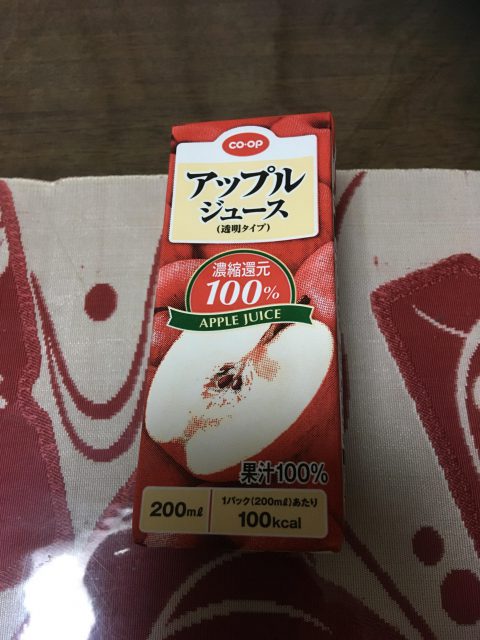 CO・OP
アップル
ジュース
(透明タイプ)
濃縮還元
100%
APPLE JUICE
果汁100%
200mℓ
1パック(200mℓ)あたり
100kcal